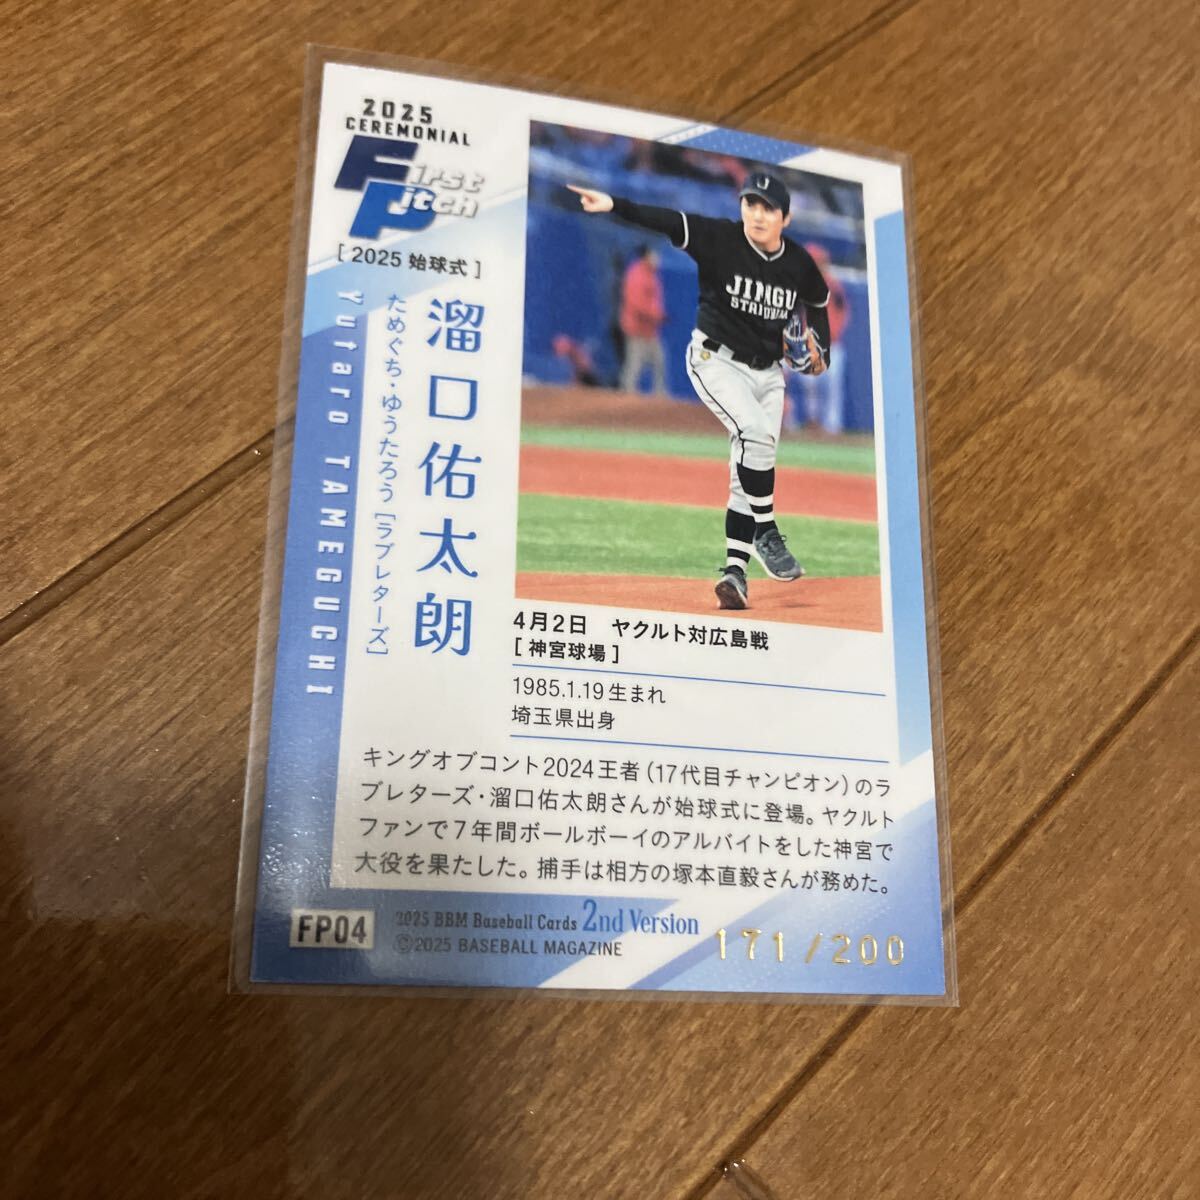 2025
CEREMONIAL
First
Pitch
[ 2025 始球式 ]
溜口佑太朗
ためぐち・ゆうたろう [ラブレターズ]
Yutaro TAMEGUCHI
J
JINGU
STADIUM
4月2日　ヤクルト対広島戦
[ 神宮球場 ]
1985.1.19生まれ
埼玉県出身
キングオブコント2024王者（17代目チャンピオン）のラ
ブレターズ・溜口佑太朗さんが始球式に登場。ヤクルト
ファンで7年間ボールボーイのアルバイトをした神宮で
大役を果たした。捕手は相方の塚本直毅さんが務めた。
FP04
2025 BBM Baseball Cards 2nd Version
©2025 BASEBALL MAGAZINE
171/200